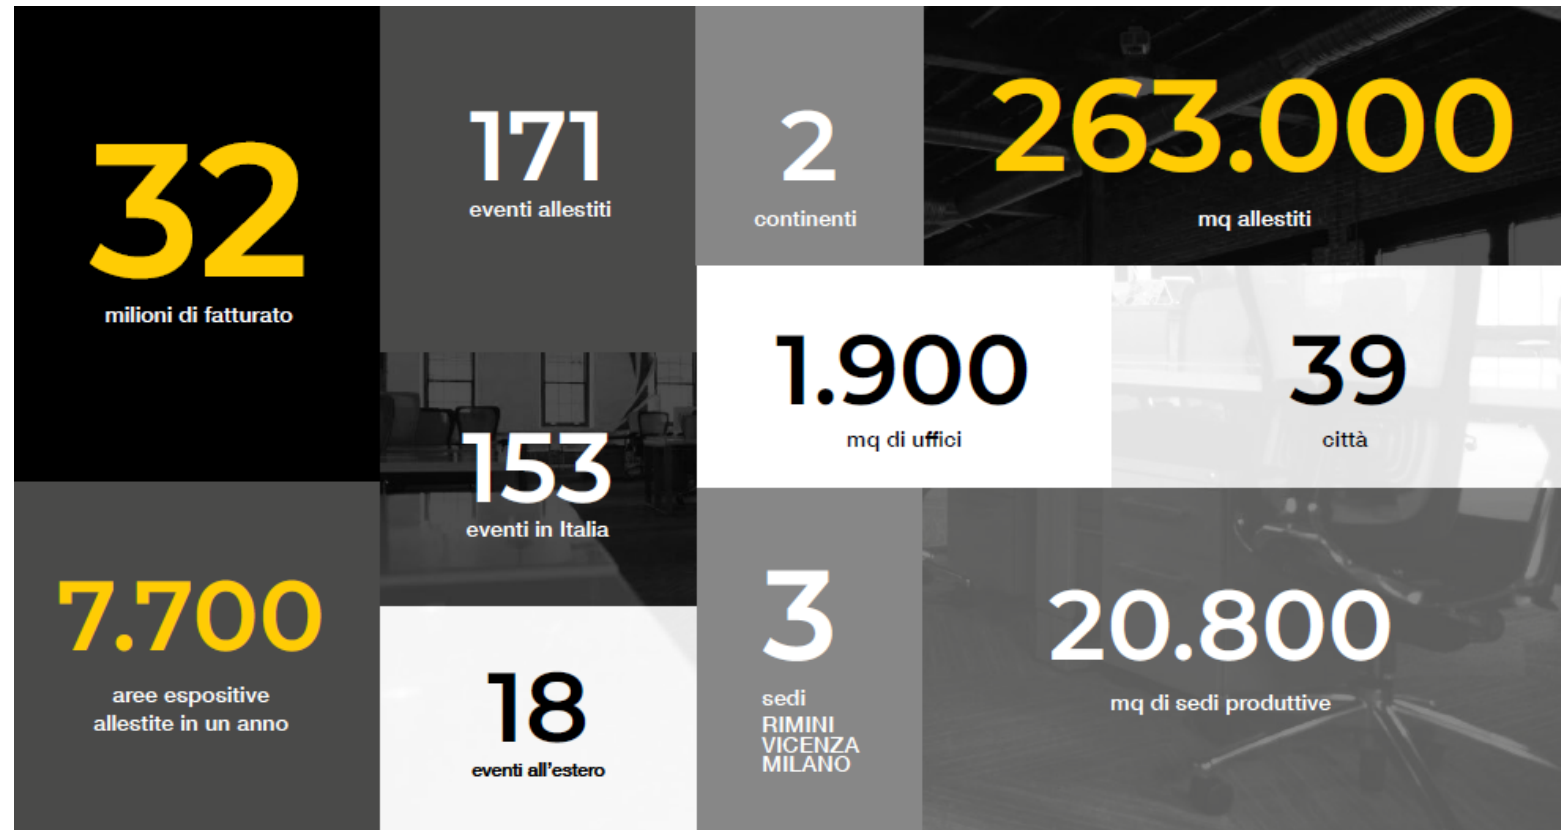 32
milioni di fatturato
171
eventi allestiti
2
continenti
263.000
mq allestiti
1.900
mq di uffici
39
città
153
eventi in Italia
7.700
aree espositive
allestite in un anno
18
eventi all'estero
3
sedi
RIMINI
VICENZA
MILANO
20.800
mq di sedi produttive